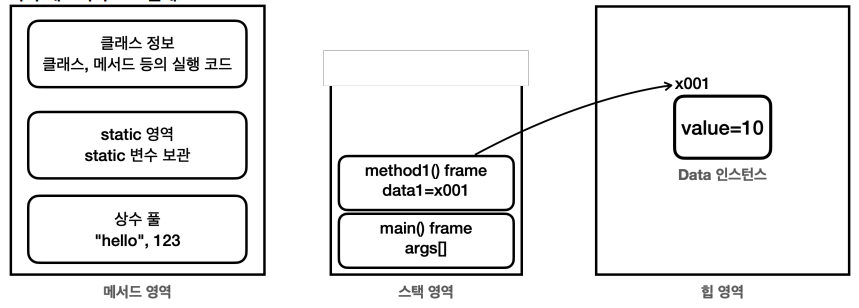 클래스 정보
클래스, 메서드 등의 실행 코드
static 영역
static 변수 보관
상수 풀
"hello", 123
메서드 영역
method1() frame
data1=x001
main() frame
args[]
스택 영역
x001
value=10
Data 인스턴스
힙 영역